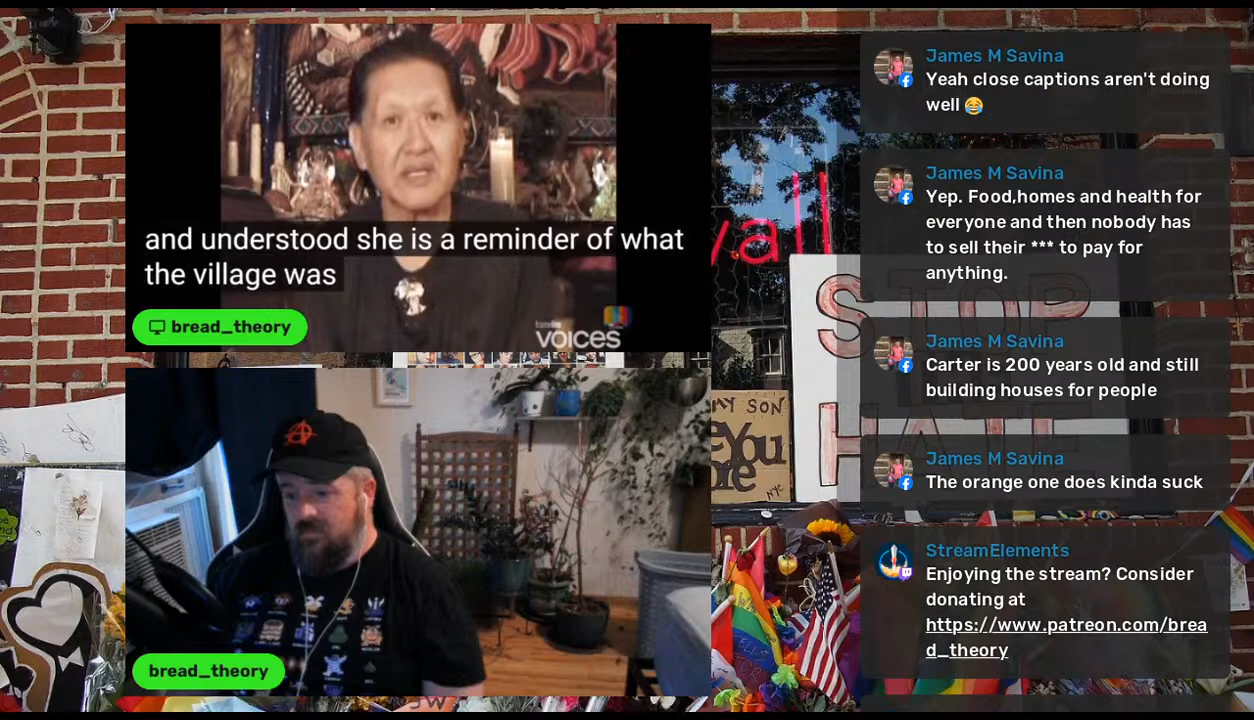 and understood she is a reminder of what
the village was
bread_theory
VOICES
bread_theory
James M Savina
Yeah close captions aren't doing
well 😂
James M Savina
Yep. Food,homes and health for
everyone and then nobody has
to sell their *** to pay for
anything.
James M Savina
Carter is 200 years old and still
building houses for people
James M Savina
The orange one does kinda suck
StreamElements
Enjoying the stream? Consider
donating at
https://www.patreon.com/brea
d_theory
STOP
HATE
MY SON
NYC